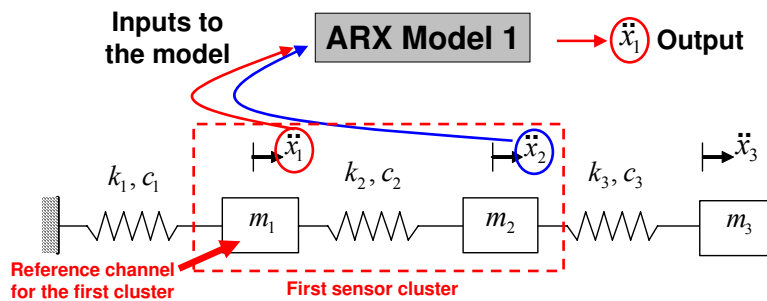 Inputs to
the model
ARX Model 1
ẍ₁ Output
ẍ₁
ẍ₂
ẍ₃
k₁, c₁
k₂, c₂
k₃, c₃
m₁
m₂
m₃
Reference channel
for the first cluster
First sensor cluster